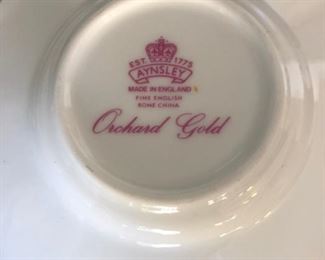 EST. 1775
AYNSLEY
MADE IN ENGLAND
FINE ENGLISH
BONE CHINA
Orchard Gold